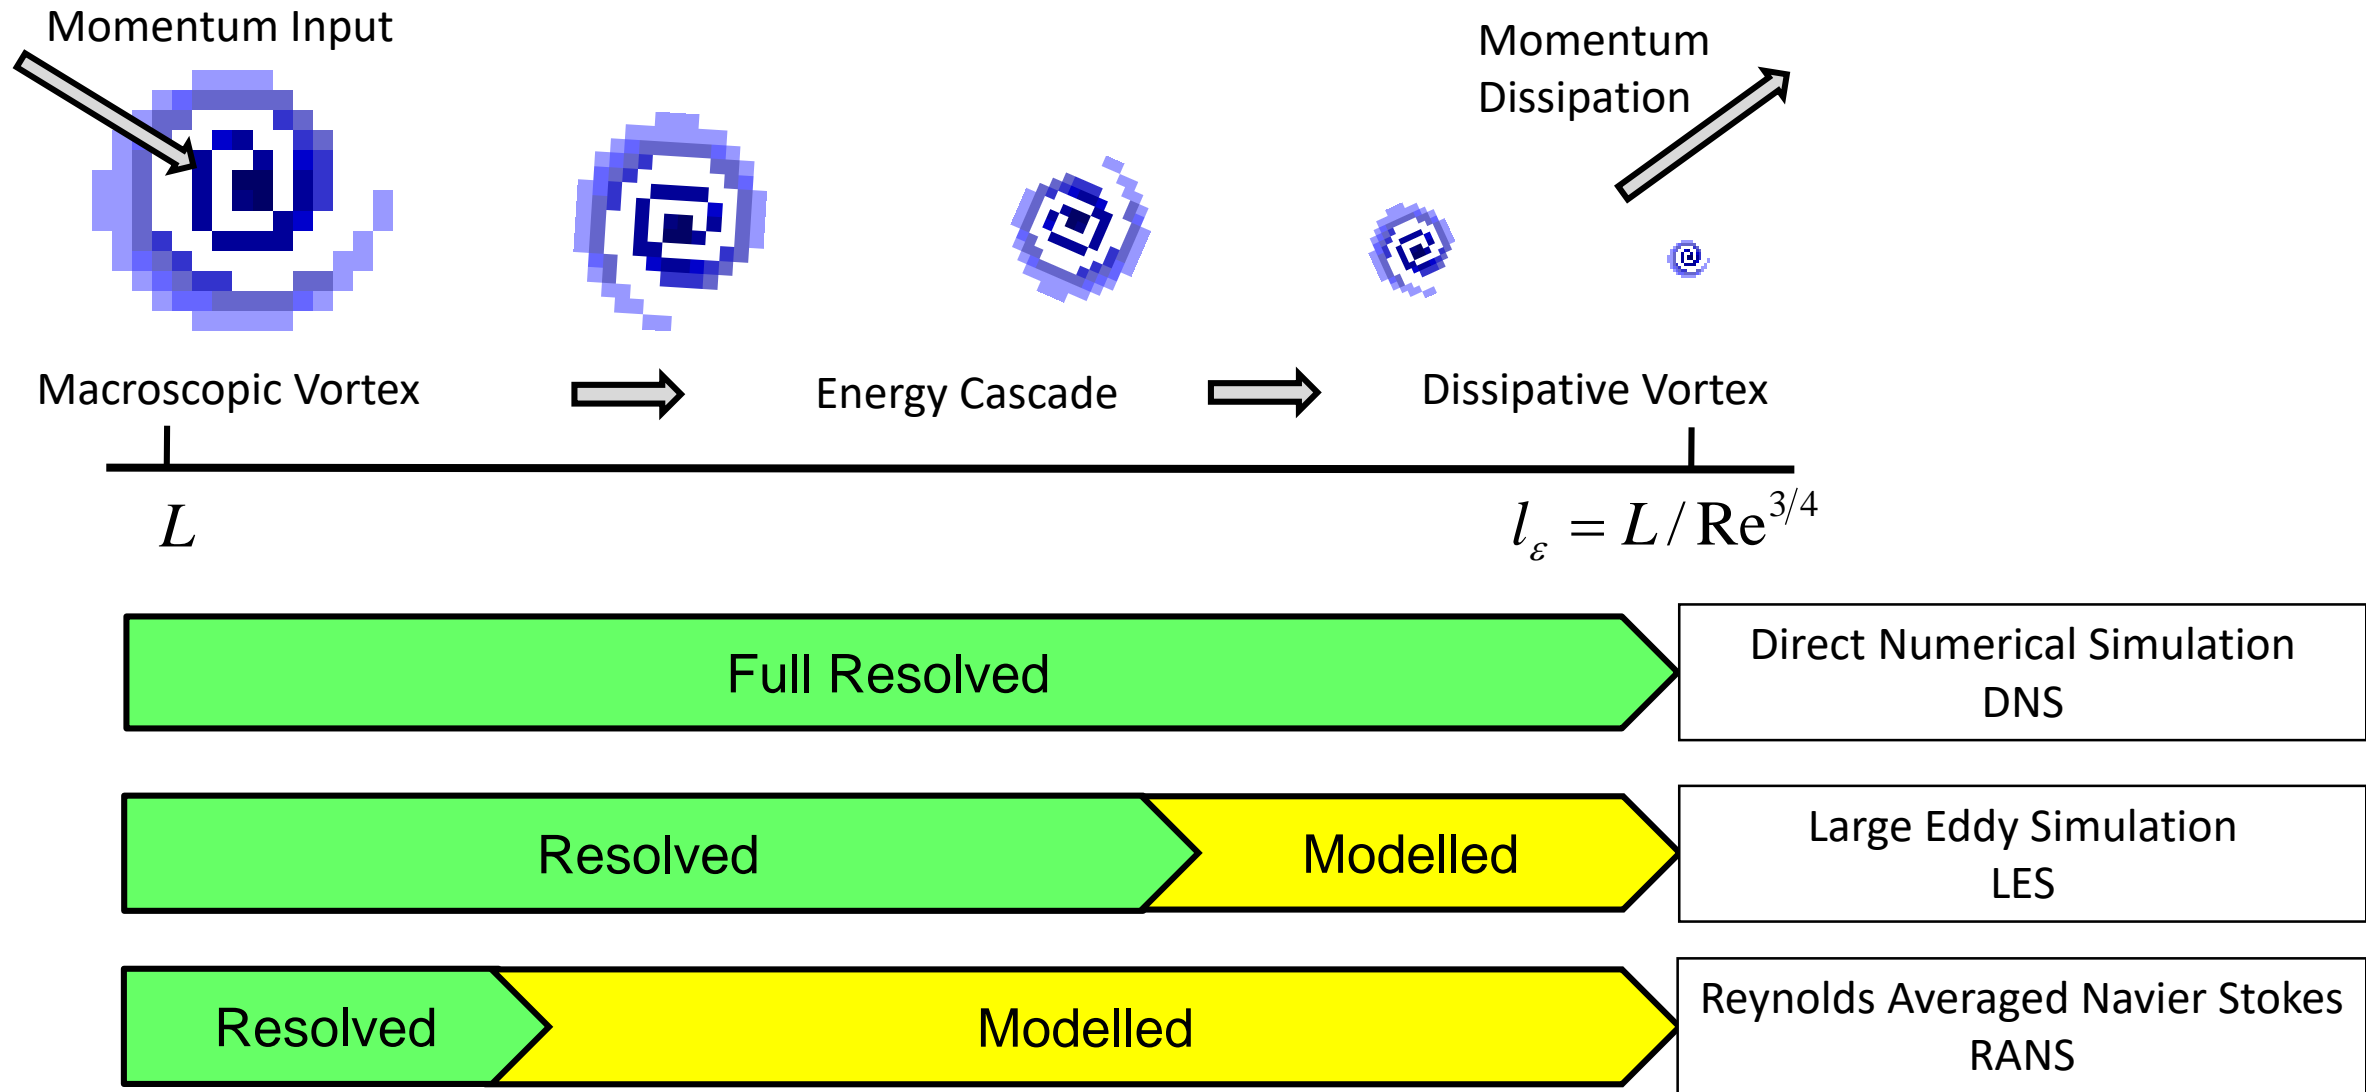 Momentum Input
Momentum
Dissipation
Macroscopic Vortex
Energy Cascade
Dissipative Vortex
L
l_ε = L / Re^{3/4}
Full Resolved
Direct Numerical Simulation
DNS
Resolved
Modelled
Large Eddy Simulation
LES
Resolved
Modelled
Reynolds Averaged Navier Stokes
RANS